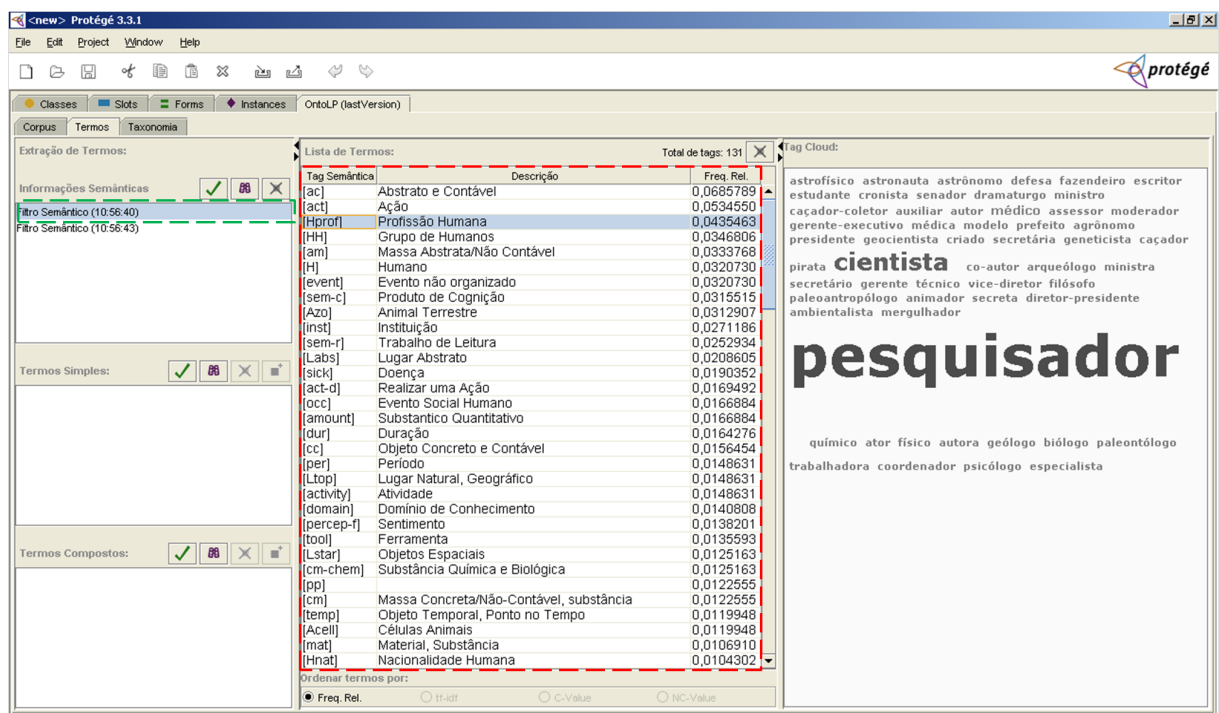 <new> Protégé 3.3.1
File Edit Project Window Help
protégé
Classes Slots Forms Instances OntoLP (lastVersion)
Corpus Termos Taxonomia
Extração de Termos:
Informações Semânticas
Filtro Semântico (10:56:40)
Filtro Semântico (10:56:43)
Termos Simples:
Termos Compostos:
Lista de Termos: Total de tags: 131
Tag Semântica Descrição Freq. Rel.
[ac] Abstrato e Contável 0,0685789
[act] Ação 0,0534550
[Hprof] Profissão Humana 0,0435463
[HH] Grupo de Humanos 0,0346806
[am] Massa Abstrata/Não Contável 0,0333768
[H] Humano 0,0320730
[event] Evento não organizado 0,0320730
[sem-c] Produto de Cognição 0,0315515
[Azo] Animal Terrestre 0,0312907
[inst] Instituição 0,0271186
[sem-r] Trabalho de Leitura 0,0252934
[Labs] Lugar Abstrato 0,0208605
[sick] Doença 0,0190352
[act-d] Realizar uma Ação 0,0169492
[occ] Evento Social Humano 0,0166884
[amount] Substantico Quantitativo 0,0166884
[dur] Duração 0,0164276
[cc] Objeto Concreto e Contável 0,0156454
[per] Período 0,0148631
[Ltop] Lugar Natural, Geográfico 0,0148631
[activity] Atividade 0,0148631
[domain] Domínio de Conhecimento 0,0140808
[percep-f] Sentimento 0,0138201
[tool] Ferramenta 0,0135593
[Lstar] Objetos Espaciais 0,0125163
[cm-chem] Substância Química e Biológica 0,0125163
[pp] 0,0122555
[cm] Massa Concreta/Não-Contável, substância 0,0122555
[temp] Objeto Temporal, Ponto no Tempo 0,0119948
[Acell] Células Animais 0,0119948
[mat] Material, Substância 0,0106910
[Hnat] Nacionalidade Humana 0,0104302
Ordenar termos por:
Freq. Rel. tf-idf C-Value NC-Value
Tag Cloud:
astrofísico astronauta astrônomo defesa fazendeiro escritor
estudante cronista senador dramaturgo ministro
caçador-coletor auxiliar autor médico assessor moderador
gerente-executivo médica modelo prefeito agrônomo
presidente geocientista criado secretária geneticista caçador
pirata cientista co-autor arqueólogo ministra
secretário gerente técnico vice-diretor filósofo
paleoantropólogo animador secreta diretor-presidente
ambientalista mergulhador
pesquisador
químico ator físico autora geólogo biólogo paleontólogo
trabalhadora coordenador psicólogo especialista